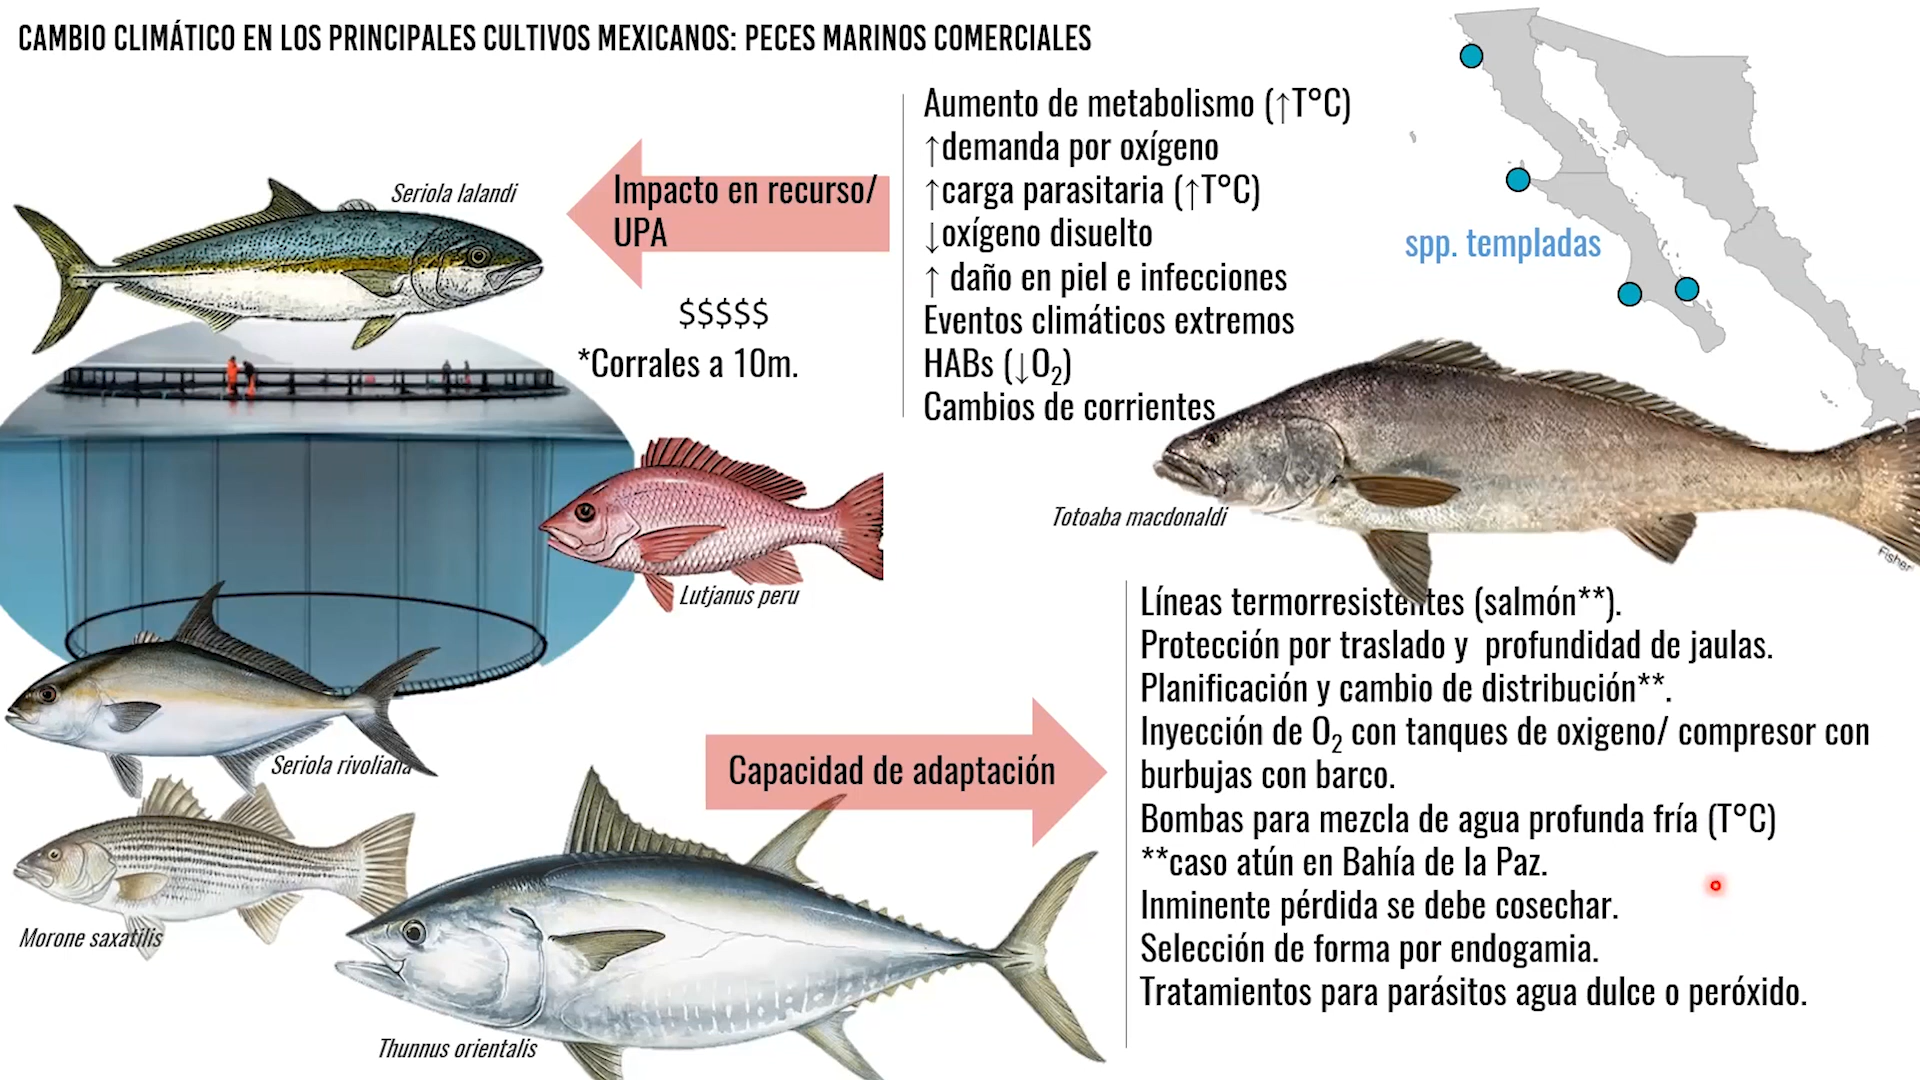 CAMBIO CLIMÁTICO EN LOS PRINCIPALES CULTIVOS MEXICANOS: PECES MARINOS COMERCIALES
Seriola lalandi
Impacto en recurso/
UPA
$$$$$
*Corrales a 10m.
Aumento de metabolismo (↑T°C)
↑demanda por oxígeno
↑carga parasitaria (↑T°C)
↓oxígeno disuelto
↑ daño en piel e infecciones
Eventos climáticos extremos
HABs (↓O₂)
Cambios de corrientes
spp. templadas
Totoaba macdonaldi
Fisher
Lutjanus peru
Seriola rivoliana
Morone saxatilis
Thunnus orientalis
Capacidad de adaptación
Líneas termorresistentes (salmón**).
Protección por traslado y profundidad de jaulas.
Planificación y cambio de distribución**.
Inyección de O₂ con tanques de oxigeno/ compresor con
burbujas con barco.
Bombas para mezcla de agua profunda fría (T°C)
**caso atún en Bahía de la Paz.
Inminente pérdida se debe cosechar.
Selección de forma por endogamia.
Tratamientos para parásitos agua dulce o peróxido.